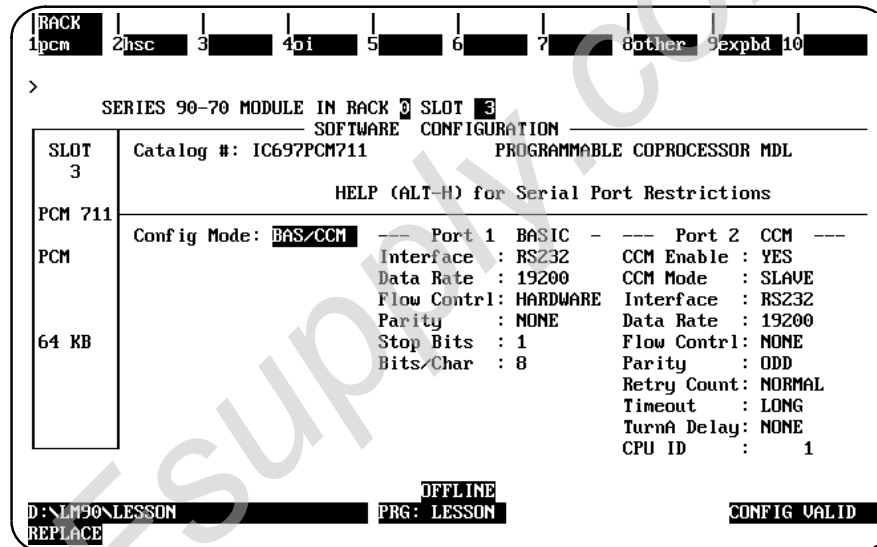 RACK
1pcm 2hsc 3 4oi 5 6 7 8other 9expbd 10
>
SERIES 90-70 MODULE IN RACK 0 SLOT 3
SOFTWARE CONFIGURATION
SLOT Catalog #: IC697PCM711 PROGRAMMABLE COPROCESSOR MDL
3
HELP (ALT-H) for Serial Port Restrictions
PCM 711
Config Mode: BAS/CCM --- Port 1 BASIC - --- Port 2 CCM ---
PCM Interface : RS232 CCM Enable : YES
Data Rate : 19200 CCM Mode : SLAVE
Flow Contrl: HARDWARE Interface : RS232
Parity : NONE Data Rate : 19200
64 KB Stop Bits : 1 Flow Contrl: NONE
Bits/Char : 8 Parity : ODD
Retry Count: NORMAL
Timeout : LONG
TurnA Delay: NONE
CPU ID : 1
OFFLINE
D:\LM90\LESSON PRG: LESSON CONFIG VALID
REPLACE